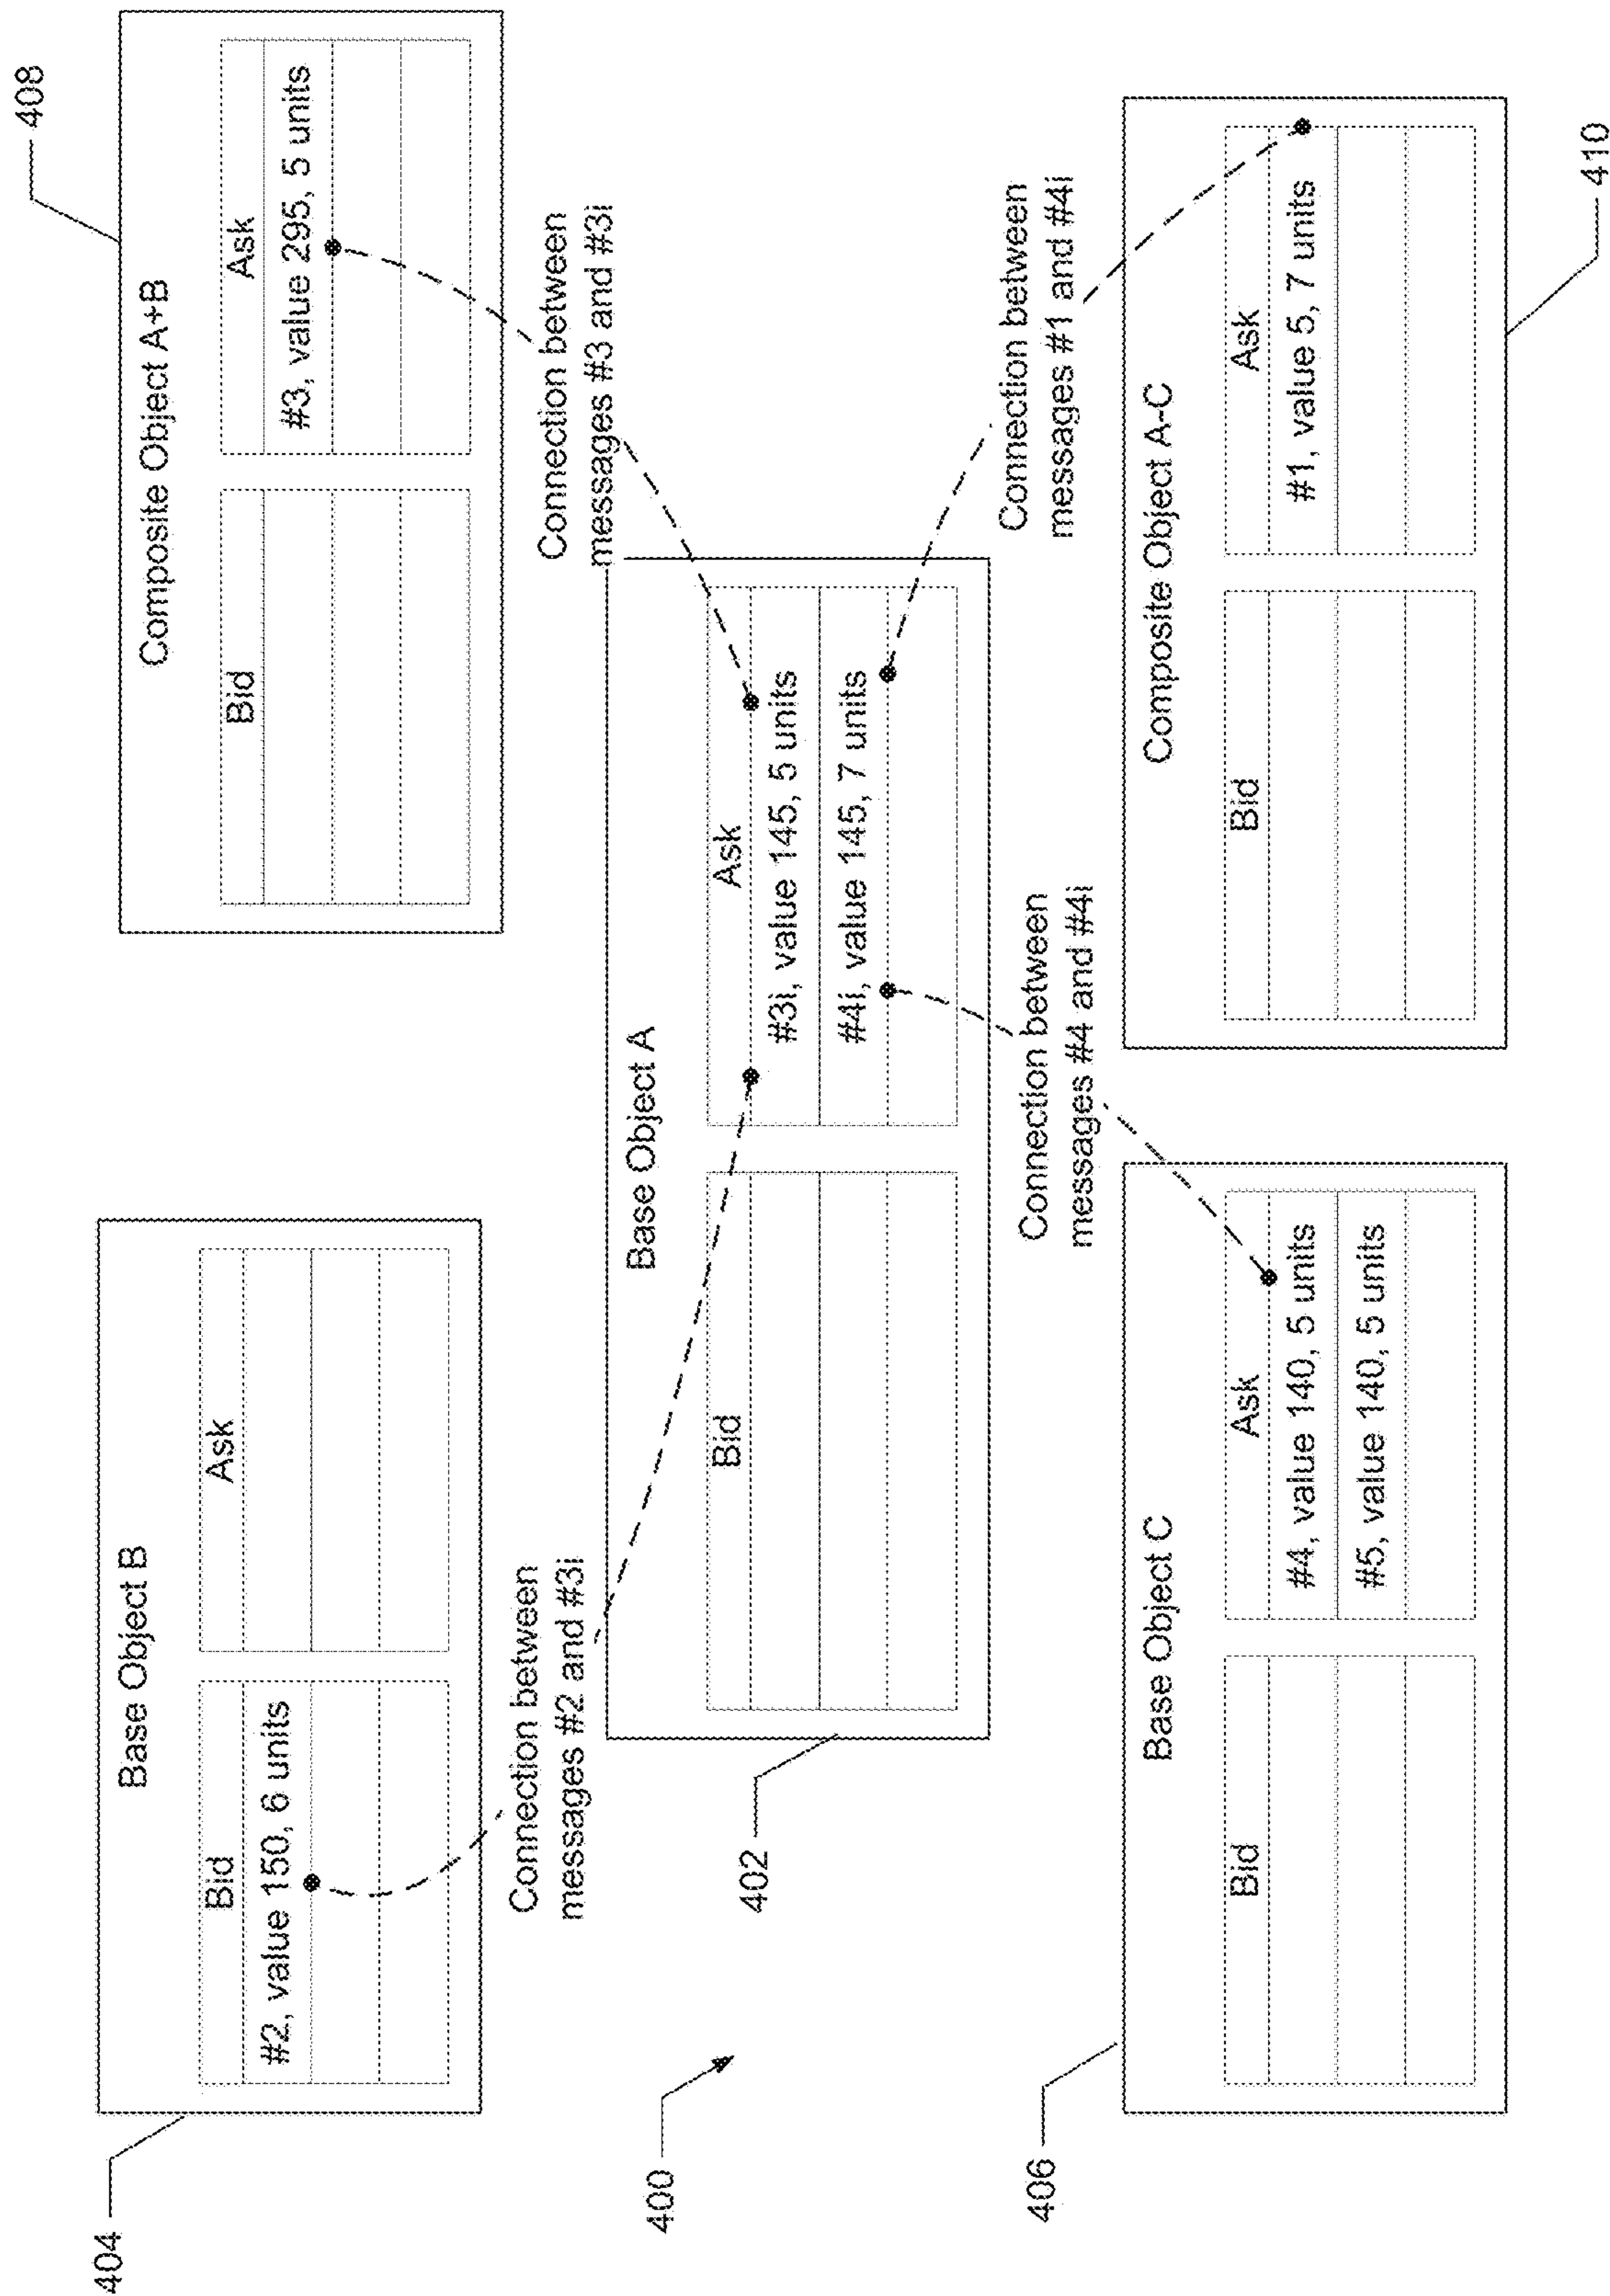 404
Base Object B
Bid
Ask
#2, value 150, 6 units
408
Composite Object A+B
Bid
Ask
#3, value 295, 5 units
Connection between
messages #2 and #3i
Connection between
messages #3 and #3i
400
402
Base Object A
Bid
Ask
#3i, value 145, 5 units
#4i, value 145, 7 units
Connection between
messages #4 and #4i
Connection between
messages #1 and #4i
406
Base Object C
Bid
Ask
#4, value 140, 5 units
#5, value 140, 5 units
Composite Object A-C
Bid
Ask
#1, value 5, 7 units
410